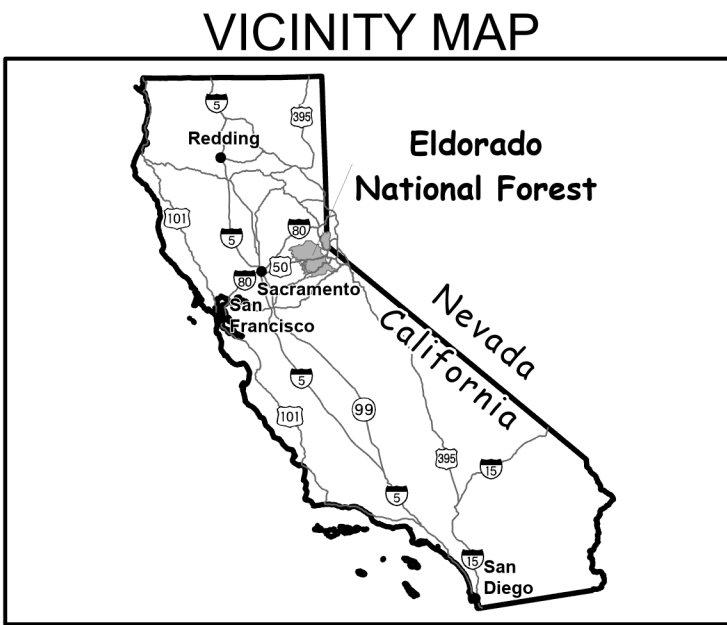 VICINITY MAP
5
395
Redding
Eldorado
National Forest
101
5
80
50
80
Sacramento
San
Francisco
Nevada
California
5
101
99
395
15
5
15
San
Diego